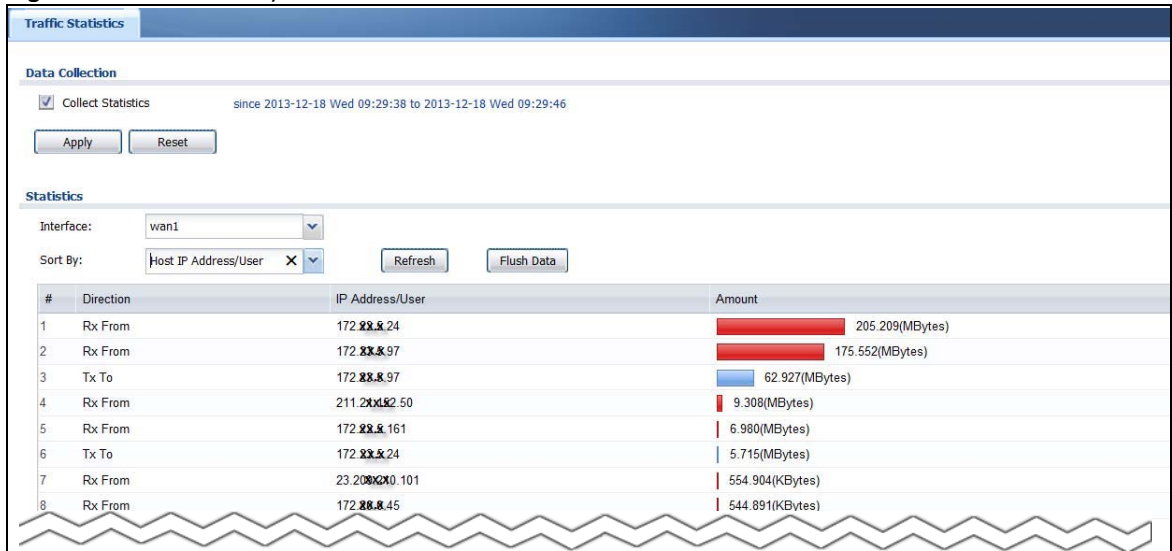 Traffic Statistics
Data Collection
Collect Statistics since 2013-12-18 Wed 09:29:38 to 2013-12-18 Wed 09:29:46
Apply Reset
Statistics
Interface: wan1
Sort By: Host IP Address/User Refresh Flush Data
# Direction IP Address/User Amount
1 Rx From 205.209(MBytes)
2 Rx From 175.552(MBytes)
3 Tx To 62.927(MBytes)
4 Rx From 9.308(MBytes)
5 Rx From 6.980(MBytes)
6 Tx To 5.715(MBytes)
7 Rx From 554.904(KBytes)
8 Rx From 544.891(KBytes)